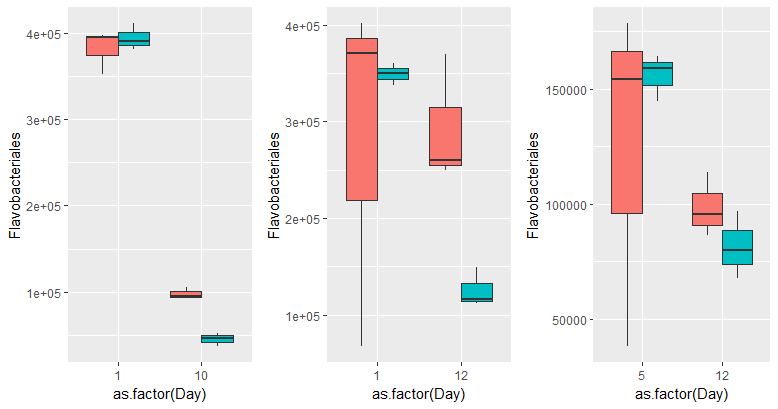 Flavobacteriales
4e+05
3e+05
2e+05
1e+05
1 10
as.factor(Day)
Flavobacteriales
4e+05
3e+05
2e+05
1e+05
1 12
as.factor(Day)
Flavobacteriales
150000
100000
50000
5 12
as.factor(Day)